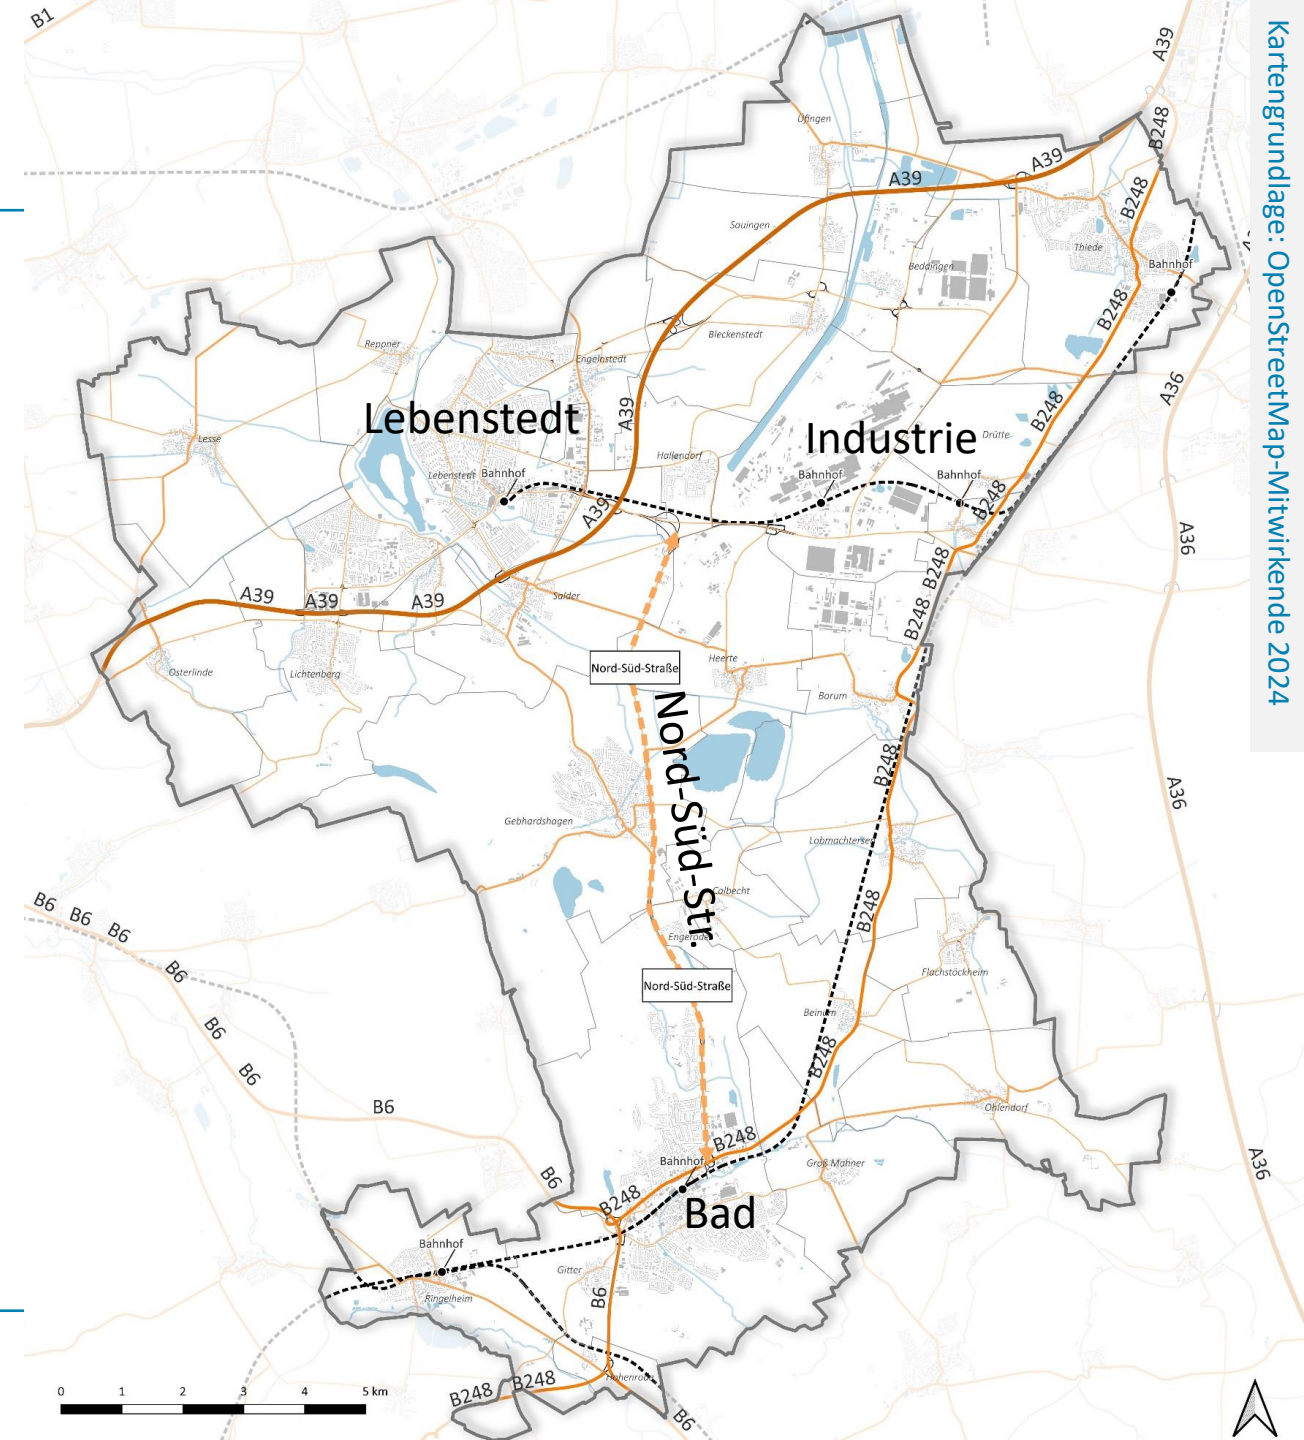 B1
A39
B248
Kartengrundlage: OpenStreetMap-Mitwirkende 2024
Üfingen
A39
A39
B248
Sauingen
Thiede
Bahnhof
Beddingen
B248
Bleckenstedt
Reppner
Engelnstedt
A36
A39
B248
Lebenstedt
Industrie
Drütte
Lesse
Hallendorf
Lebenstedt
Bahnhof
Bahnhof
Bahnhof
B248
A39
A36
B248
A39
A39
A39
Salder
B248
Nord-Süd-Straße
Heerte
Osterlinde
Lichtenberg
Barum
Nord-Süd-Str.
B248
A36
Gebhardshagen
Lobmachtersen
Calbecht
B6
B6
B6
B248
Engerode
B6
Flachstöckheim
Nord-Süd-Straße
Beinum
B6
B248
B6
B6
Ohlendorf
B248
Bahnhof
Groß Mahner
A36
B6
B248
Bad
Bahnhof
Gitter
Ringelheim
B6
Hohenrode
B248
B248
B6
0 1 2 3 4 5 km